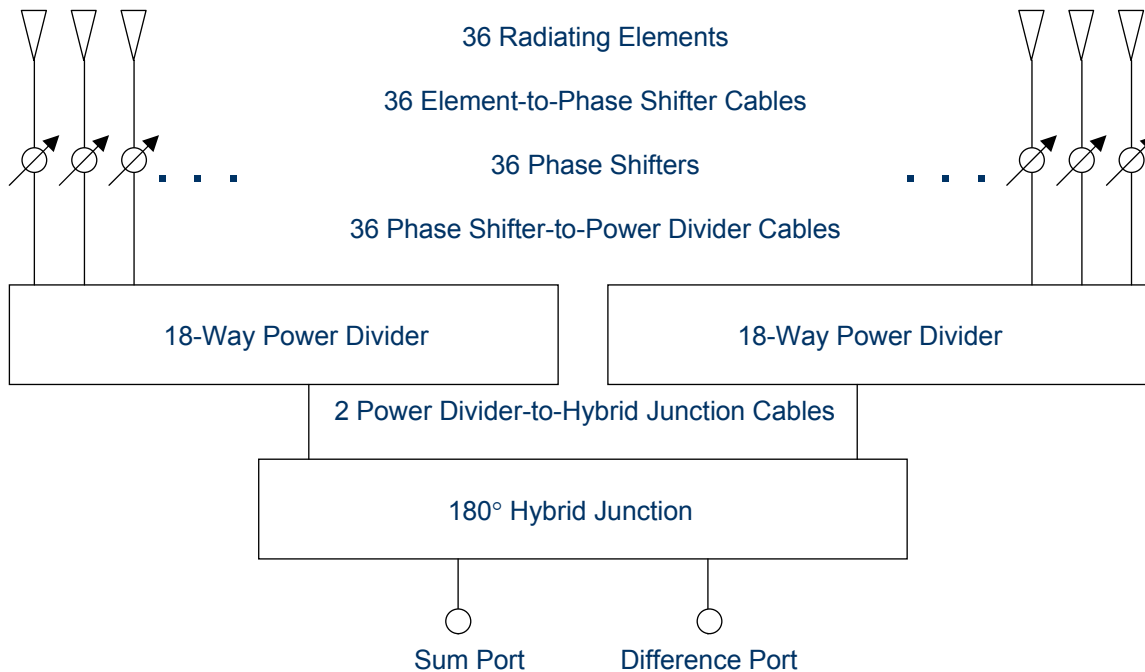 36 Radiating Elements
36 Element-to-Phase Shifter Cables
36 Phase Shifters
36 Phase Shifter-to-Power Divider Cables
18-Way Power Divider
18-Way Power Divider
2 Power Divider-to-Hybrid Junction Cables
180° Hybrid Junction
Sum Port
Difference Port